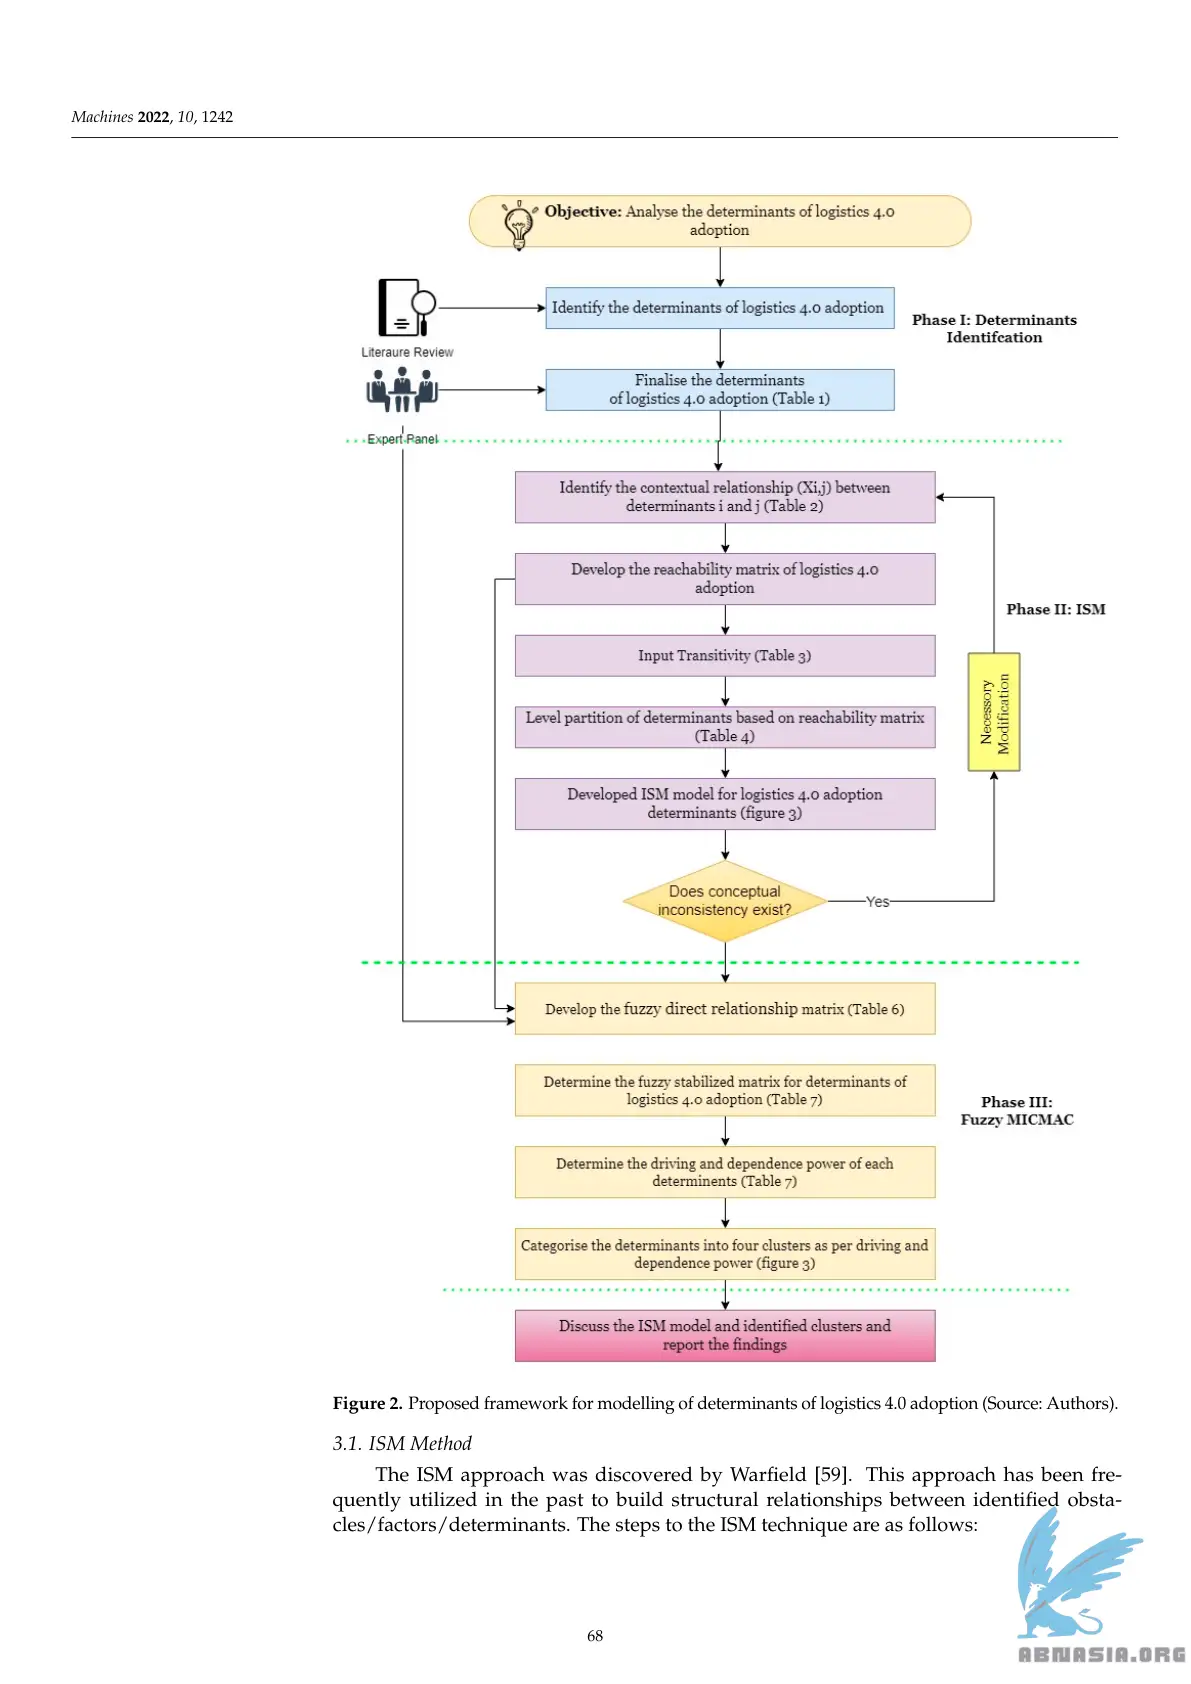 Machines 2022, 10, 1242
Objective: Analyse the determinants of logistics 4.0
adoption
Identify the determinants of logistics 4.0 adoption
Literaure Review
Phase I: Determinants
Identifcation
Finalise the determinants
of logistics 4.0 adoption (Table 1)
Expert Panel
Identify the contextual relationship (Xi,j) between
determinants i and j (Table 2)
Develop the reachability matrix of logistics 4.0
adoption
Phase II: ISM
Input Transitivity (Table 3)
Necessory
Modification
Level partition of determinants based on reachability matrix
(Table 4)
Developed ISM model for logistics 4.0 adoption
determinants (figure 3)
Does conceptual
inconsistency exist?
Yes
Develop the fuzzy direct relationship matrix (Table 6)
Determine the fuzzy stabilized matrix for determinants of
logistics 4.0 adoption (Table 7)
Phase III:
Fuzzy MICMAC
Determine the driving and dependence power of each
determinents (Table 7)
Categorise the determinants into four clusters as per driving and
dependence power (figure 3)
Discuss the ISM model and identified clusters and
report the findings
Figure 2. Proposed framework for modelling of determinants of logistics 4.0 adoption (Source: Authors).
3.1. ISM Method
The ISM approach was discovered by Warfield [59]. This approach has been fre-
quently utilized in the past to build structural relationships between identified obsta-
cles/factors/determinants. The steps to the ISM technique are as follows:
68
ABNASIA.ORG